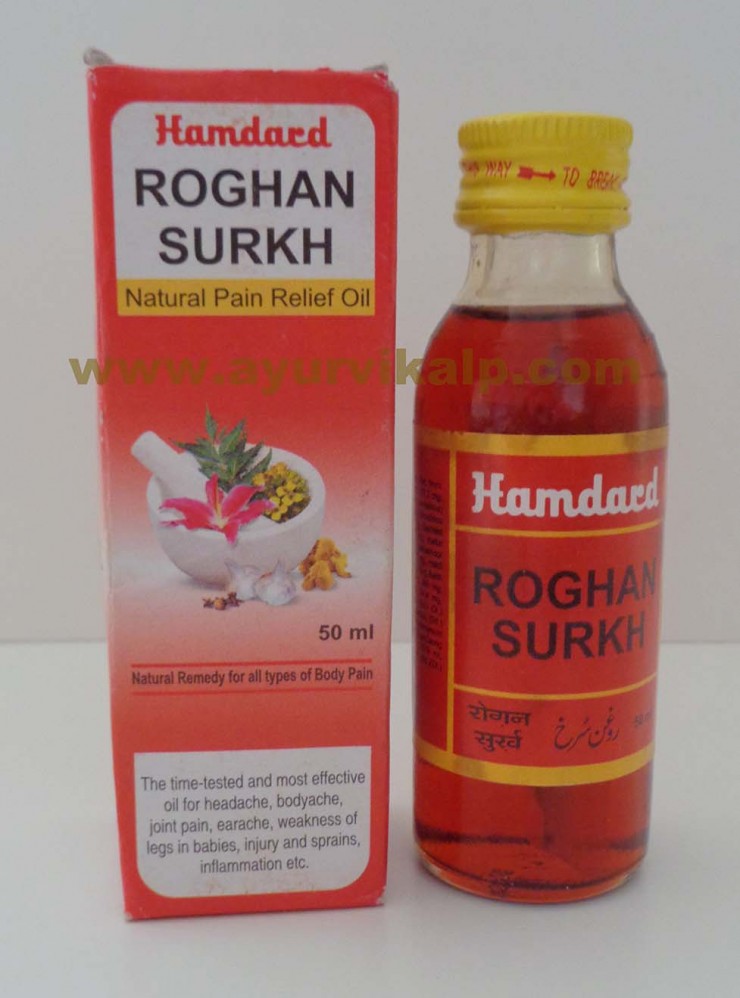 Hamdard
ROGHAN
SURKH
Natural Pain Relief Oil
www.ayurvikalp.com
50 ml
Natural Remedy for all types of Body Pain
The time-tested and most effective
oil for headache, bodyache,
joint pain, earache, weakness of
legs in babies, injury and sprains,
inflammation etc.
WAY TO BREAK
Hamdard
ROGHAN
SURKH
रोगन
सुर्ख
روغن سُرخ